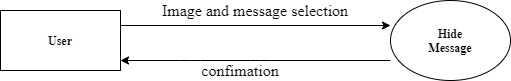 Image and message selection
User
Hide
Message
confimation